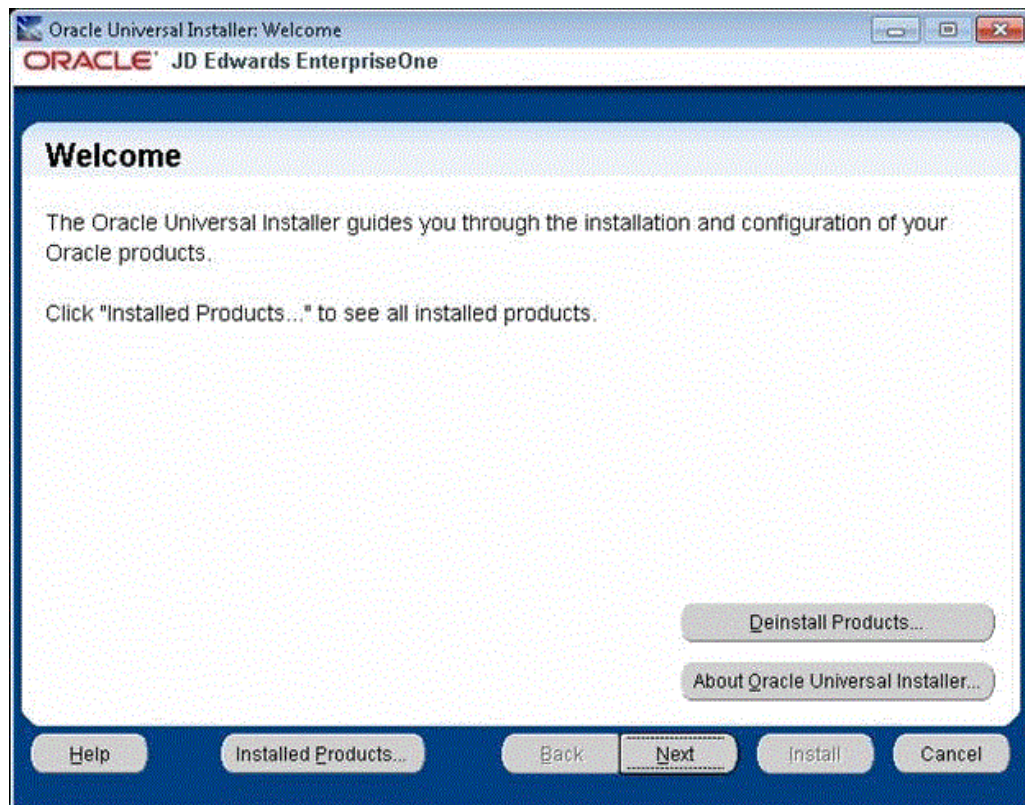 Oracle Universal Installer: Welcome
ORACLE® JD Edwards EnterpriseOne
Welcome
The Oracle Universal Installer guides you through the installation and configuration of your
Oracle products.
Click "Installed Products..." to see all installed products.
Deinstall Products...
About Oracle Universal Installer...
Help Installed Products... Back Next Install Cancel